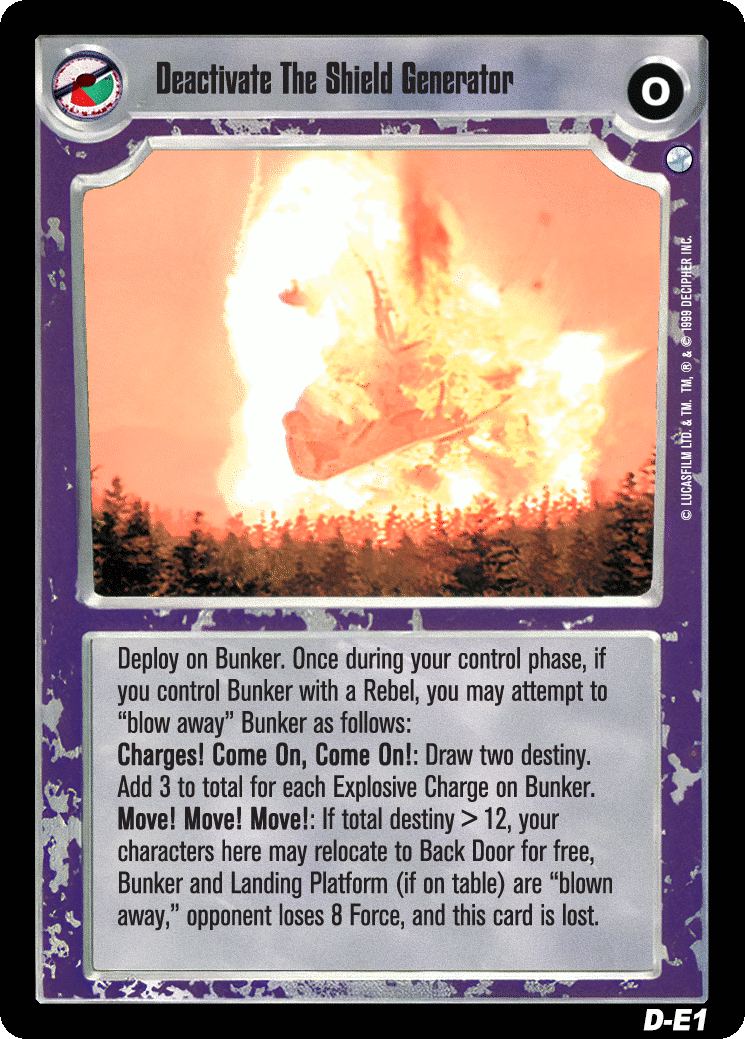 Deactivate The Shield Generator
0
© LUCASFILM LTD. & TM. TM, ® & © 1999 DECIPHER INC.
Deploy on Bunker. Once during your control phase, if
you control Bunker with a Rebel, you may attempt to
“blow away” Bunker as follows:
Charges! Come On, Come On!: Draw two destiny.
Add 3 to total for each Explosive Charge on Bunker.
Move! Move! Move!: If total destiny > 12, your
characters here may relocate to Back Door for free,
Bunker and Landing Platform (if on table) are “blown
away,” opponent loses 8 Force, and this card is lost.
D-E1